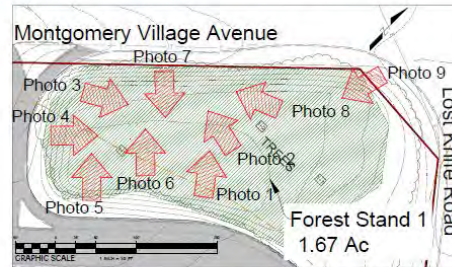 Montgomery Village Avenue
Photo 7
Photo 9
Photo 3
Photo 8
Photo 4
Lost Knife Road
TREES
Photo 2
Photo 6
Photo 1
Photo 5
Forest Stand 1
1.67 Ac
GRAPHIC SCALE